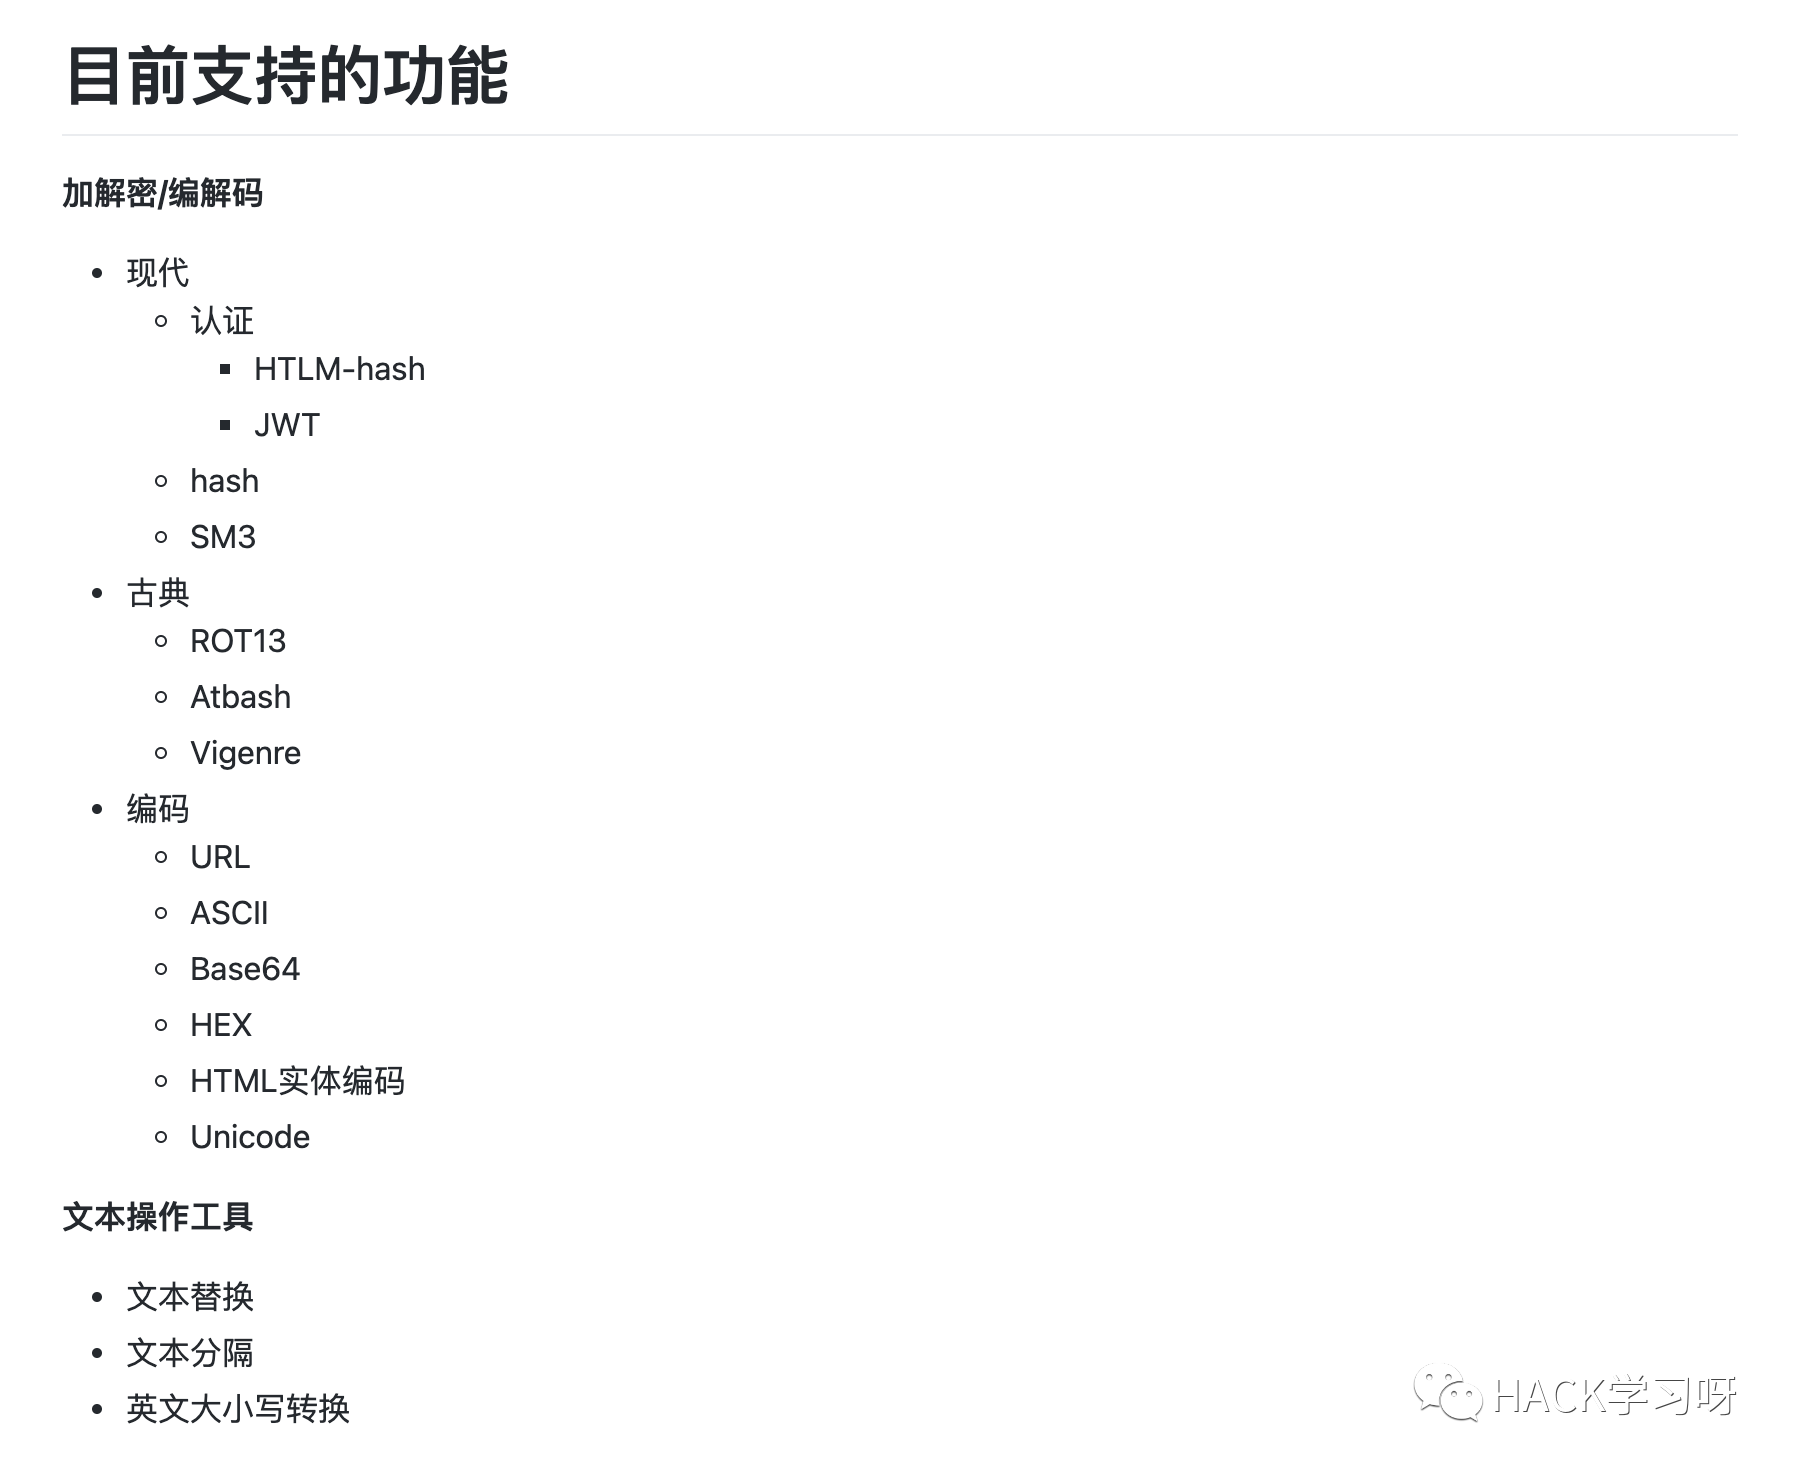 目前支持的功能
加解密/编解码
现代
认证
HTLM-hash
JWT
hash
SM3
古典
ROT13
Atbash
Vigenre
编码
URL
ASCII
Base64
HEX
HTML实体编码
Unicode
文本操作工具
文本替换
文本分隔
英文大小写转换
HACK学习呀